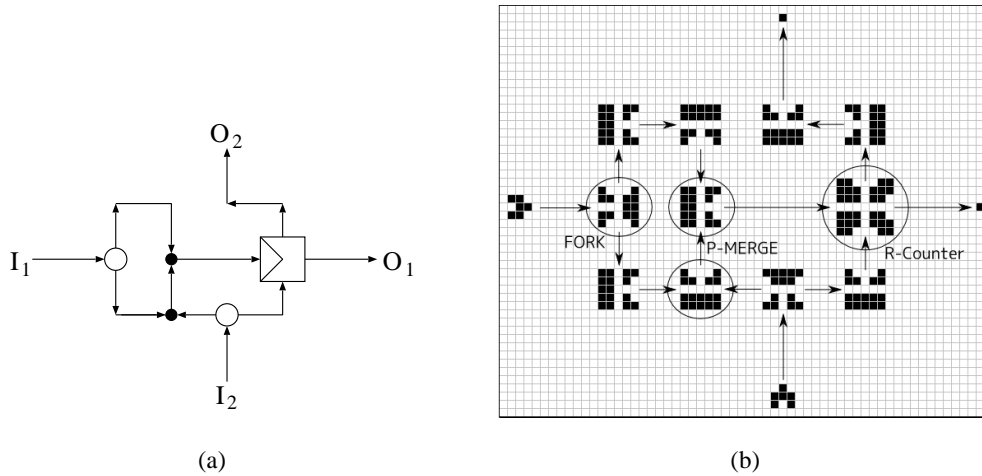 O2
I1
O1
I2
(a)
FORK
P-MERGE
R-Counter
(b)